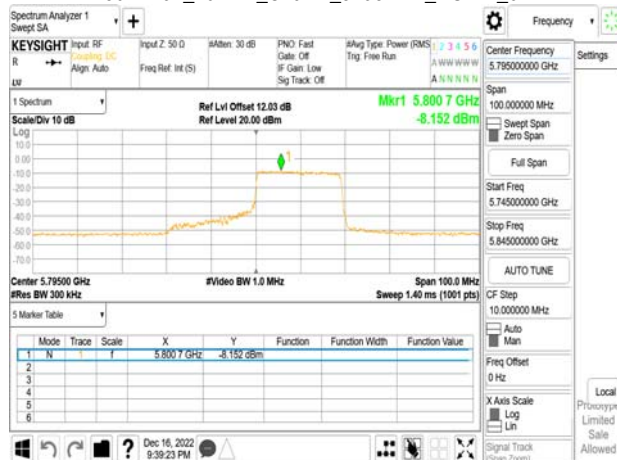 Spectrum Analyzer 1
Swept SA
+
Frequency
KEYSIGHT
Input: RF
Coupling: DC
Align: Auto
Input Z: 50 Ω
Freq Ref: Int (S)
#Atten: 30 dB
PNO: Fast
Gate: Off
IF Gain: Low
Sig Track: Off
#Avg Type: Power (RMS
Trig: Free Run
1 2 3 4 5 6
A W W W W W
A N N N N N
R
LXI
Center Frequency
5.795000000 GHz
Settings
Span
100.000000 MHz
Swept Span
Zero Span
Full Span
Start Freq
5.745000000 GHz
Stop Freq
5.845000000 GHz
AUTO TUNE
CF Step
10.000000 MHz
Auto
Man
Freq Offset
0 Hz
X Axis Scale
Log
Lin
Signal Track
(Span Zoom)
Local
Prototype
Limited
Sale
Allowed
1 Spectrum
Scale/Div 10 dB
Ref Lvl Offset 12.03 dB
Ref Level 20.00 dBm
Mkr1 5.800 7 GHz
-8.152 dBm
Log
10.0
0.00
-10.0
-20.0
-30.0
-40.0
-50.0
-60.0
-70.0
1
Center 5.79500 GHz
#Res BW 300 kHz
#Video BW 1.0 MHz
Span 100.0 MHz
Sweep 1.40 ms (1001 pts)
5 Marker Table
Mode Trace Scale X Y Function Function Width Function Value
1 N 1 f 5.800 7 GHz -8.152 dBm
2
3
4
5
6
?
Dec 16, 2022
9:39:23 PM